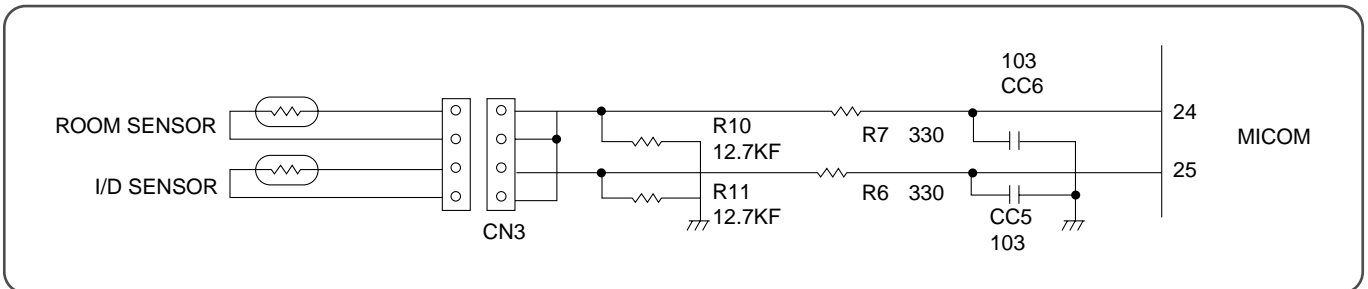 ROOM SENSOR
I/D SENSOR
CN3
R10
12.7KF
R11
12.7KF
R7 330
R6 330
103
CC6
CC5
103
24
25
MICOM